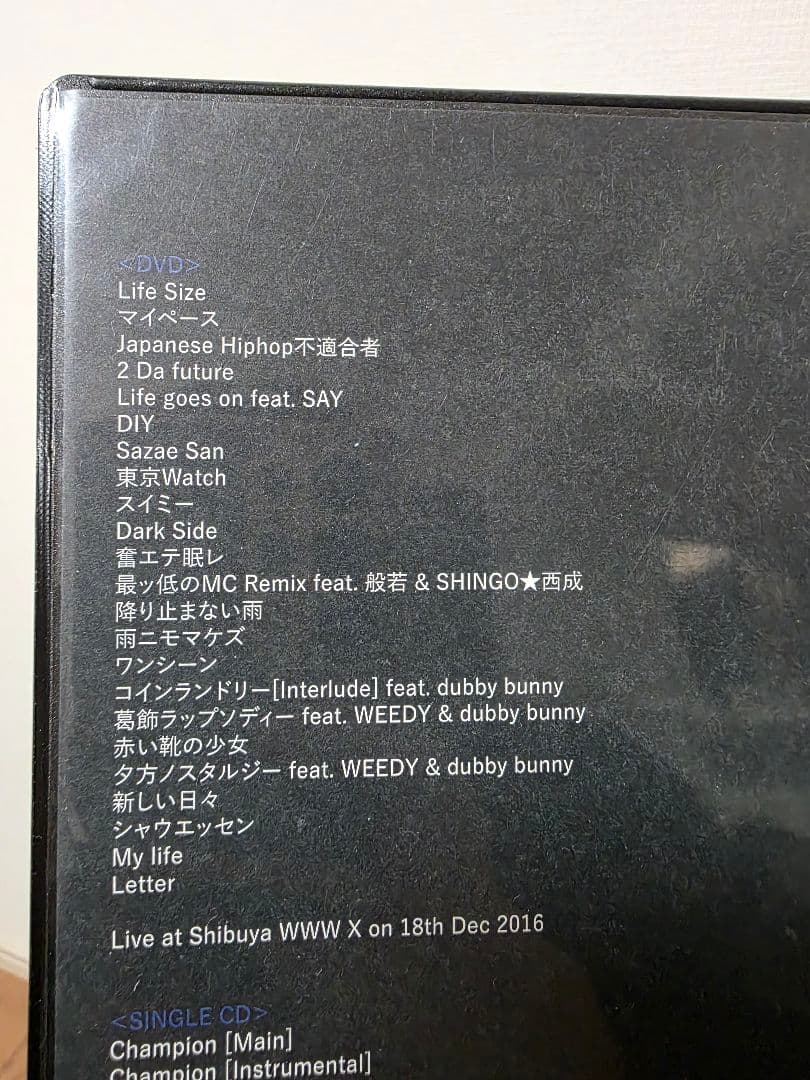 <DVD>
Life Size
マイペース
Japanese Hiphop不適合者
2 Da future
Life goes on feat. SAY
DIY
Sazae San
東京Watch
スイミー
Dark Side
奮エテ眠レ
最ッ低のMC Remix feat. 般若 & SHINGO★西成
降り止まない雨
雨ニモマケズ
ワンシーン
コインランドリー[Interlude] feat. dubby bunny
葛飾ラップソディー feat. WEEDY & dubby bunny
赤い靴の少女
夕方ノスタルジー feat. WEEDY & dubby bunny
新しい日々
シャウエッセン
My life
Letter
Live at Shibuya WWW X on 18th Dec 2016
<SINGLE CD>
Champion [Main]
Champion [Instrumental]